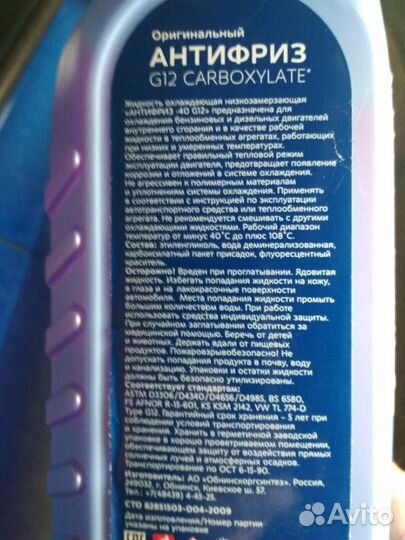 Оригинальный
АНТИФРИЗ
G12 CARBOXYLATE*
Жидкость охлаждающая низкозамерзающая
«АНТИФРИЗ -40 G12» предназначена для
охлаждения бензиновых и дизельных двигателей
внутреннего сгорания и в качестве рабочей
жидкости в теплообменных агрегатах, работающих
при низких и умеренных температурах.
Обеспечивает правильный тепловой режим
эксплуатации двигателя, предотвращает появление
коррозии и отложений в системе охлаждения.
Не агрессивен к полимерным материалам
и уплотнениям системы охлаждения. Применять
в соответствии с инструкцией по эксплуатации
автотранспортного средства или теплообменного
агрегата. Не рекомендуется смешивать с другими
охлаждающими жидкостями. Рабочий диапазон
температур от минус 40°С до плюс 108°С.
Состав: этиленгликоль, вода деминерализованная,
карбоксилатный пакет присадок, флуоресцентный
краситель.
Осторожно! Вреден при проглатывании. Ядовитая
жидкость. Избегать попадания жидкости на кожу,
в глаза и на лакокрасочные поверхности
автомобиля. Места попадания жидкости промыть
большим количеством воды. При работе
использовать средства индивидуальной защиты.
При случайном заглатывании обратиться за
медицинской помощью. Беречь от детей
и животных. Держать вдали от пищевых
продуктов. Пожаровзрывобезопасно! Не
допускать попадания продукта в почву, воду
и канализацию. Упаковки и остатки жидкости
должны быть безопасно утилизированы.
Соответствует стандартам:
ASTM D3306/D4340/D4656/D4985, BS 6580,
FS AFNOR R-15-601, KS KSM 2142, VW TL 774-D
Type G12. Гарантийный срок хранения – 5 лет при
соблюдении условий транспортирования
и хранения. Хранить в герметичной заводской
упаковке в хорошо проветриваемом помещении,
обеспечивающем защиту от воздействия прямых
солнечных лучей и атмосферных осадков.
Транспортирование по ОСТ 6-15-90.
Изготовитель: АО «Обнинскоргсинтез». Россия,
249032, г. Обнинск, Киевское ш. 57.
Тел.: +7(48439) 4-45-25.
СТО 82851503-004-2009
Дата изготовления/Номер партии
указаны на
EAC
Avito